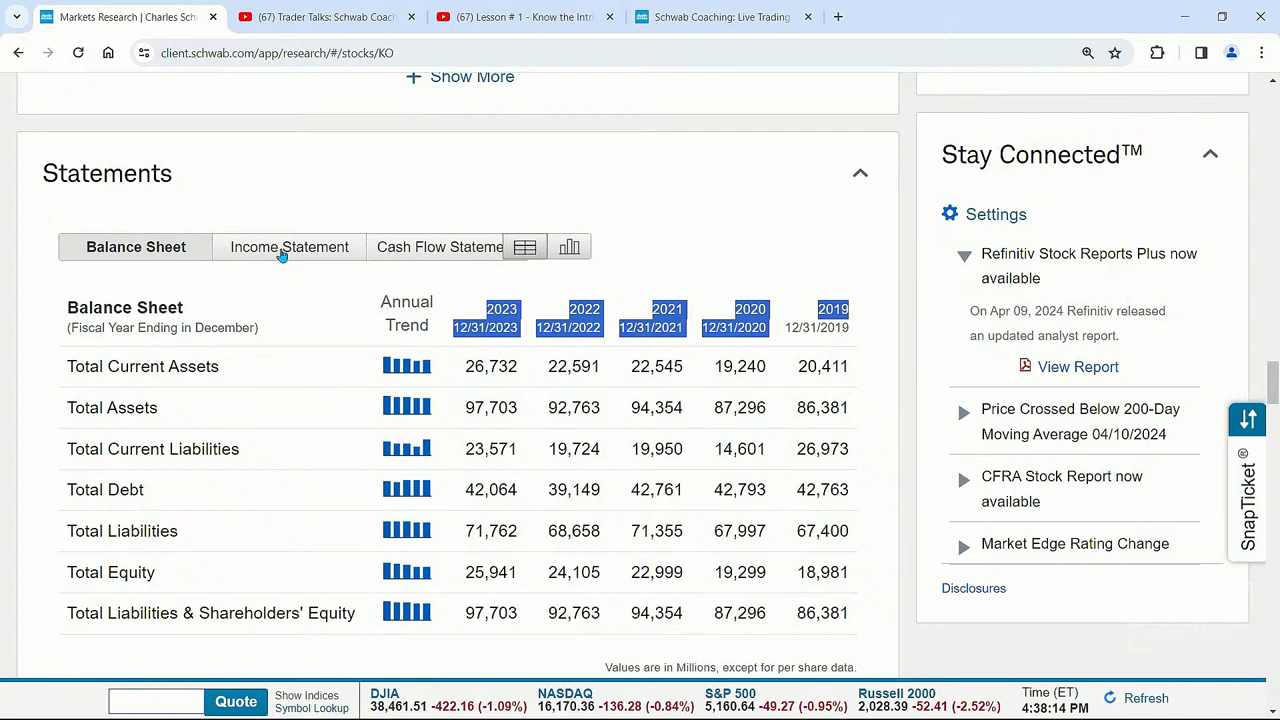 Markets Research | Charles Schw
(67) Trader Talks: Schwab Coach
(67) Lesson # 1 - Know the Intr
Schwab Coaching: Live Trading
client.schwab.com/app/research/#/stocks/KO
+ Show More
Statements
Balance Sheet Income Statement Cash Flow Stateme
Balance Sheet
(Fiscal Year Ending in December)
Annual
Trend
2023 2022 2021 2020 2019
12/31/2023 12/31/2022 12/31/2021 12/31/2020 12/31/2019
Total Current Assets 26,732 22,591 22,545 19,240 20,411
Total Assets 97,703 92,763 94,354 87,296 86,381
Total Current Liabilities 23,571 19,724 19,950 14,601 26,973
Total Debt 42,064 39,149 42,761 42,793 42,763
Total Liabilities 71,762 68,658 71,355 67,997 67,400
Total Equity 25,941 24,105 22,999 19,299 18,981
Total Liabilities & Shareholders' Equity 97,703 92,763 94,354 87,296 86,381
Values are in Millions, except for per share data.
Stay Connected™
Settings
Refinitiv Stock Reports Plus now
available
On Apr 09, 2024 Refinitiv released
an updated analyst report.
View Report
Price Crossed Below 200-Day
Moving Average 04/10/2024
CFRA Stock Report now
available
Market Edge Rating Change
Disclosures
SnapTicket®
Quote
Show Indices
Symbol Lookup
DJIA
38,461.51 -422.16 (-1.09%)
NASDAQ
16,170.36 -136.28 (-0.84%)
S&P 500
5,160.64 -49.27 (-0.95%)
Russell 2000
2,028.39 -52.41 (-2.52%)
Time (ET)
4:38:14 PM
Refresh